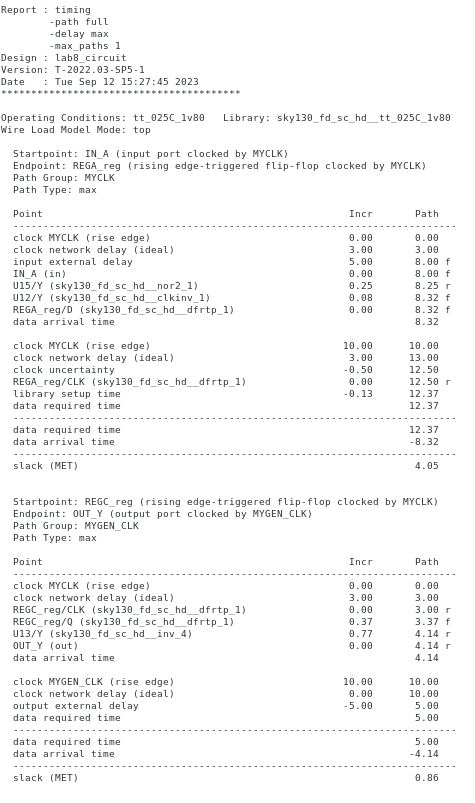 Report : timing
        -path full
        -delay max
        -max_paths 1
Design : lab8_circuit
Version: T-2022.03-SP5-1
Date   : Tue Sep 12 15:27:45 2023
****************************************

Operating Conditions: tt_025C_1v80   Library: sky130_fd_sc_hd__tt_025C_1v80
Wire Load Model Mode: top

  Startpoint: IN_A (input port clocked by MYCLK)
  Endpoint: REGA_reg (rising edge-triggered flip-flop clocked by MYCLK)
  Path Group: MYCLK
  Path Type: max

  Point                                                   Incr       Path
  --------------------------------------------------------------------------
  clock MYCLK (rise edge)                                 0.00       0.00
  clock network delay (ideal)                             3.00       3.00
  input external delay                                    5.00       8.00 f
  IN_A (in)                                               0.00       8.00 f
  U15/Y (sky130_fd_sc_hd__nor2_1)                         0.25       8.25 r
  U12/Y (sky130_fd_sc_hd__clkinv_1)                       0.08       8.32 f
  REGA_reg/D (sky130_fd_sc_hd__dfrtp_1)                   0.00       8.32 f
  data arrival time                                                  8.32

  clock MYCLK (rise edge)                                10.00      10.00
  clock network delay (ideal)                             3.00      13.00
  clock uncertainty                                      -0.50      12.50
  REGA_reg/CLK (sky130_fd_sc_hd__dfrtp_1)                 0.00      12.50 r
  library setup time                                     -0.13      12.37
  data required time                                                12.37
  --------------------------------------------------------------------------
  data required time                                                12.37
  data arrival time                                                 -8.32
  --------------------------------------------------------------------------
  slack (MET)                                                        4.05


  Startpoint: REGC_reg (rising edge-triggered flip-flop clocked by MYCLK)
  Endpoint: OUT_Y (output port clocked by MYGEN_CLK)
  Path Group: MYGEN_CLK
  Path Type: max

  Point                                                   Incr       Path
  --------------------------------------------------------------------------
  clock MYCLK (rise edge)                                 0.00       0.00
  clock network delay (ideal)                             3.00       3.00
  REGC_reg/CLK (sky130_fd_sc_hd__dfrtp_1)                 0.00       3.00 r
  REGC_reg/Q (sky130_fd_sc_hd__dfrtp_1)                   0.37       3.37 f
  U13/Y (sky130_fd_sc_hd__inv_4)                          0.77       4.14 r
  OUT_Y (out)                                             0.00       4.14 r
  data arrival time                                                  4.14

  clock MYGEN_CLK (rise edge)                            10.00      10.00
  clock network delay (ideal)                             0.00      10.00
  output external delay                                  -5.00       5.00
  data required time                                                 5.00
  --------------------------------------------------------------------------
  data required time                                                 5.00
  data arrival time                                                 -4.14
  --------------------------------------------------------------------------
  slack (MET)                                                        0.86